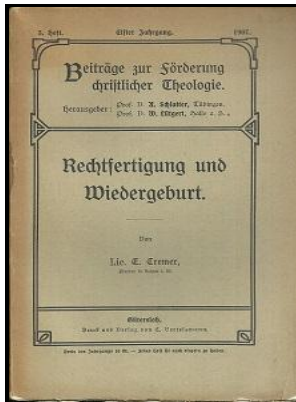 5. Heft. Elfter Jahrgang. 1907.
Beiträge zur Förderung
christlicher Theologie.
Herausgeber: Prof. D. A. Schlatter, Tübingen.
Prof. D. W. Lütgert, Halle a. S.,
Rechtfertigung und
Wiedergeburt.
Von
Lic. E. Cremer,
Gütersloh.
Druck und Verlag von C. Bertelsmann.